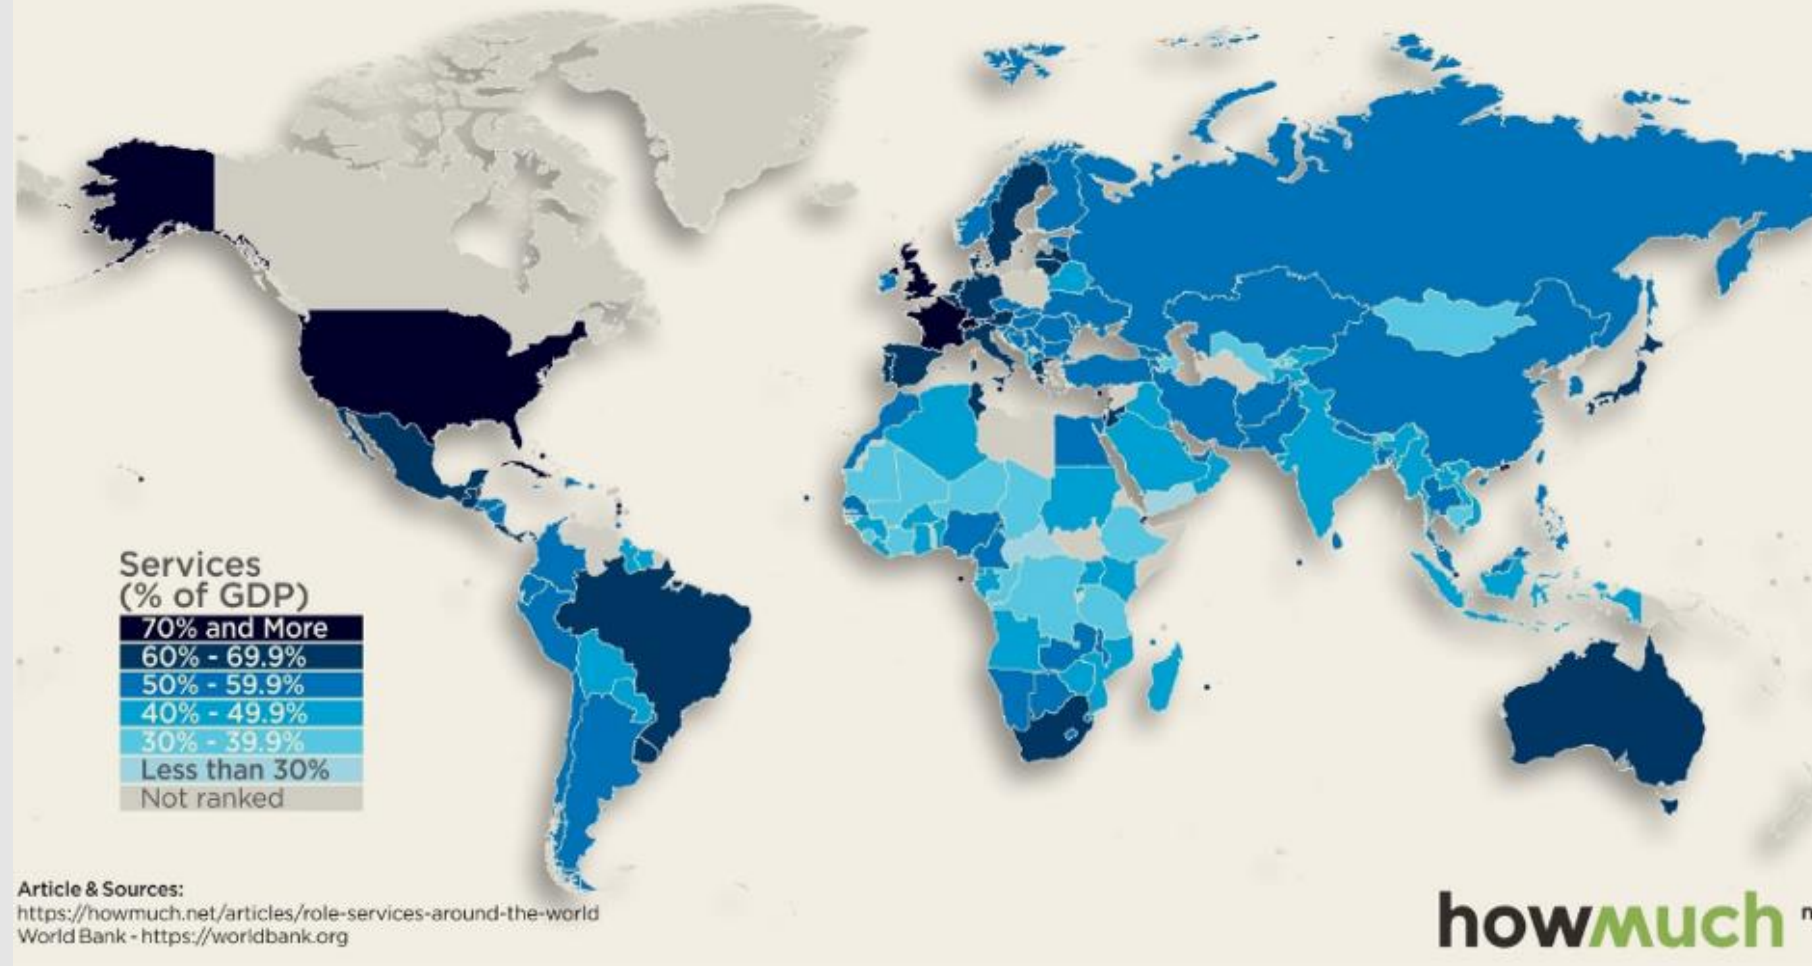 Services
(% of GDP)
70% and More
60% - 69.9%
50% - 59.9%
40% - 49.9%
30% - 39.9%
Less than 30%
Not ranked
Article & Sources:
https://howmuch.net/articles/role-services-around-the-world
World Bank - https://worldbank.org
howmuch